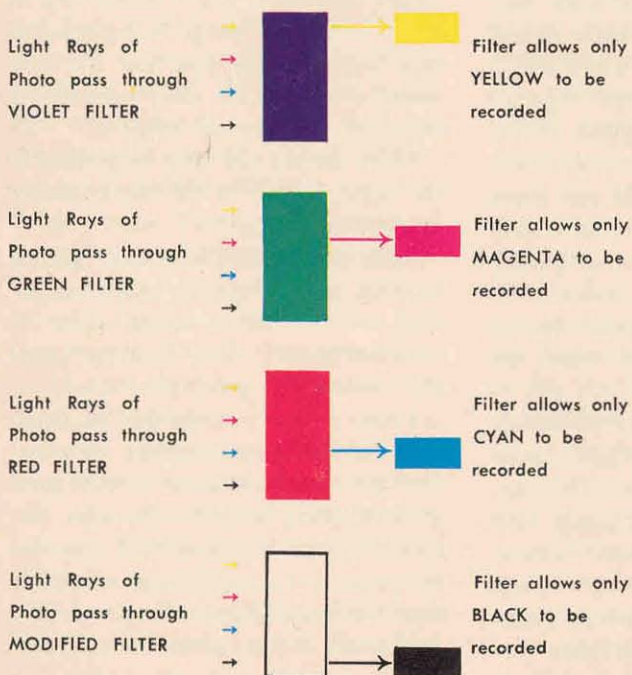 Light Rays of
Photo pass through
VIOLET FILTER
Filter allows only
YELLOW to be
recorded
Light Rays of
Photo pass through
GREEN FILTER
Filter allows only
MAGENTA to be
recorded
Light Rays of
Photo pass through
RED FILTER
Filter allows only
CYAN to be
recorded
Light Rays of
Photo pass through
MODIFIED FILTER
Filter allows only
BLACK to be
recorded